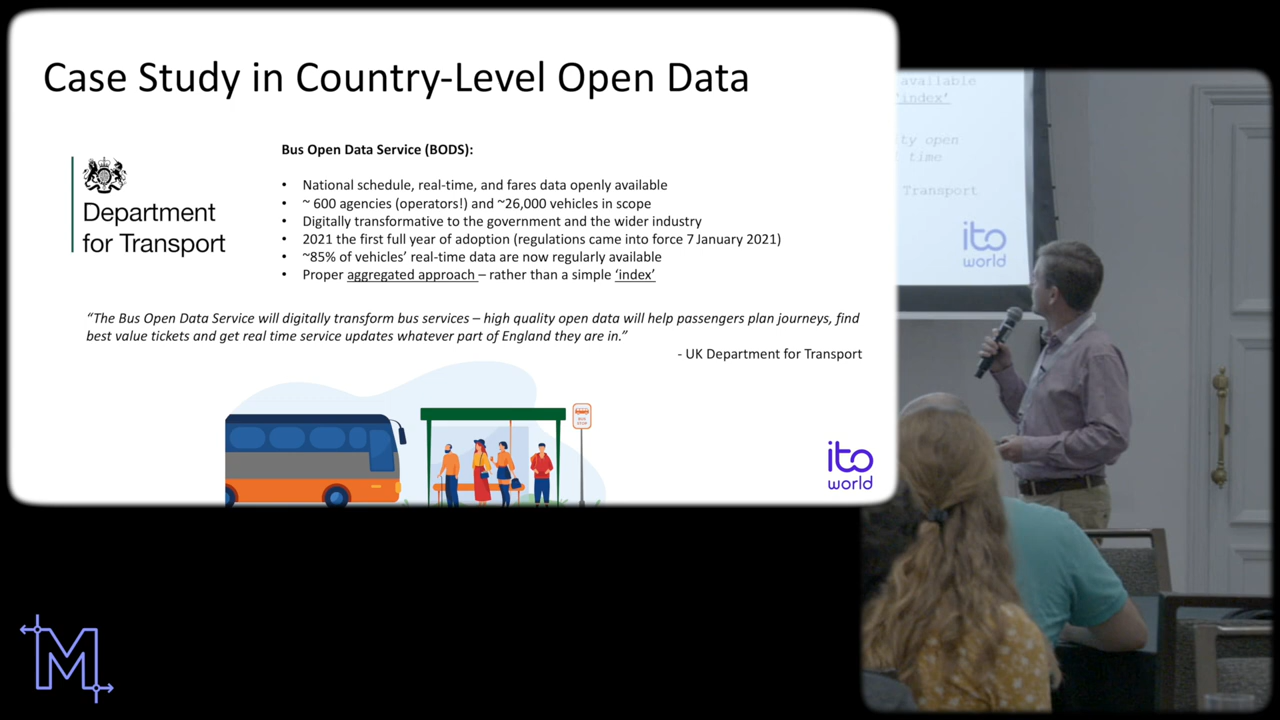 Case Study in Country-Level Open Data
Department
for Transport
Bus Open Data Service (BODS):
• National schedule, real-time, and fares data openly available
• ~ 600 agencies (operators!) and ~26,000 vehicles in scope
• Digitally transformative to the government and the wider industry
• 2021 the first full year of adoption (regulations came into force 7 January 2021)
• ~85% of vehicles’ real-time data are now regularly available
• Proper aggregated approach – rather than a simple ‘index’
“The Bus Open Data Service will digitally transform bus services – high quality open data will help passengers plan journeys, find
best value tickets and get real time service updates whatever part of England they are in.”
- UK Department for Transport
BUS
STOP
ito
world
available
‘index’
ity open
time
Transport
ito
world
M